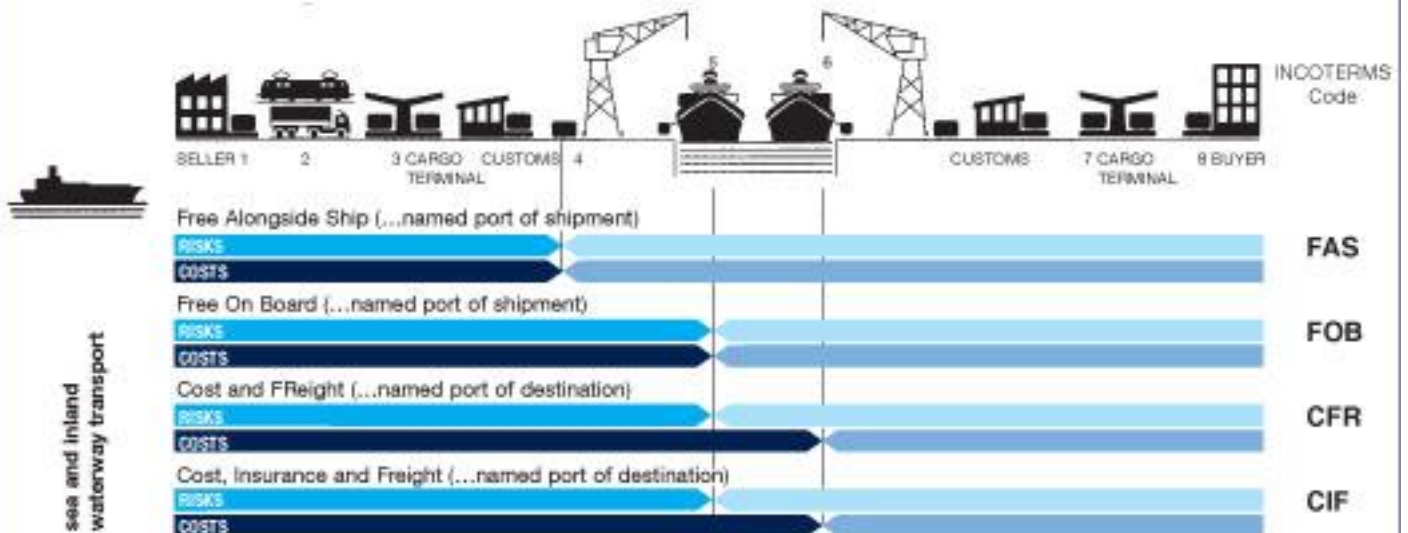 5 6
INCOTERMS
Code
SELLER 1 2 3 CARGO TERMINAL CUSTOMS 4 CUSTOMS 7 CARGO TERMINAL 8 BUYER
Free Alongside Ship (...named port of shipment)
RISKS
FAS
COSTS
Free On Board (...named port of shipment)
RISKS
FOB
COSTS
Cost and FReight (...named port of destination)
RISKS
CFR
COSTS
Cost, Insurance and Freight (...named port of destination)
RISKS
CIF
COSTS
sea and inland
waterway transport